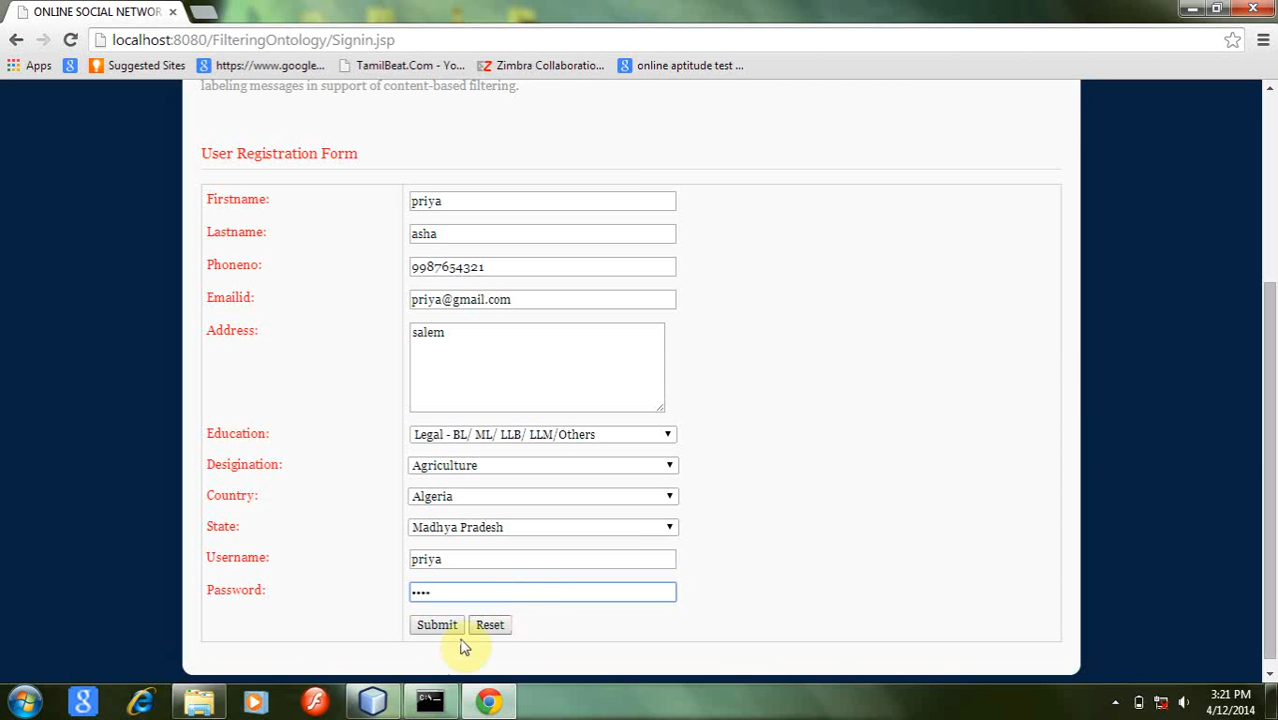 ONLINE SOCIAL NETWOR
localhost:8080/FilteringOntology/Signin.jsp
Apps Suggested Sites https://www.google... TamilBeat.Com - Yo... Zimbra Collaboratio... online aptitude test ...
labeling messages in support of content-based filtering.
User Registration Form
Firstname: priya
Lastname: asha
Phoneno: 9987654321
Emailid: priya@gmail.com
Address: salem
Education: Legal - BL/ ML/ LLB/ LLM/Others
Desigination: Agriculture
Country: Algeria
State: Madhya Pradesh
Username: priya
Password: ••••
Submit Reset
3:21 PM
4/12/2014